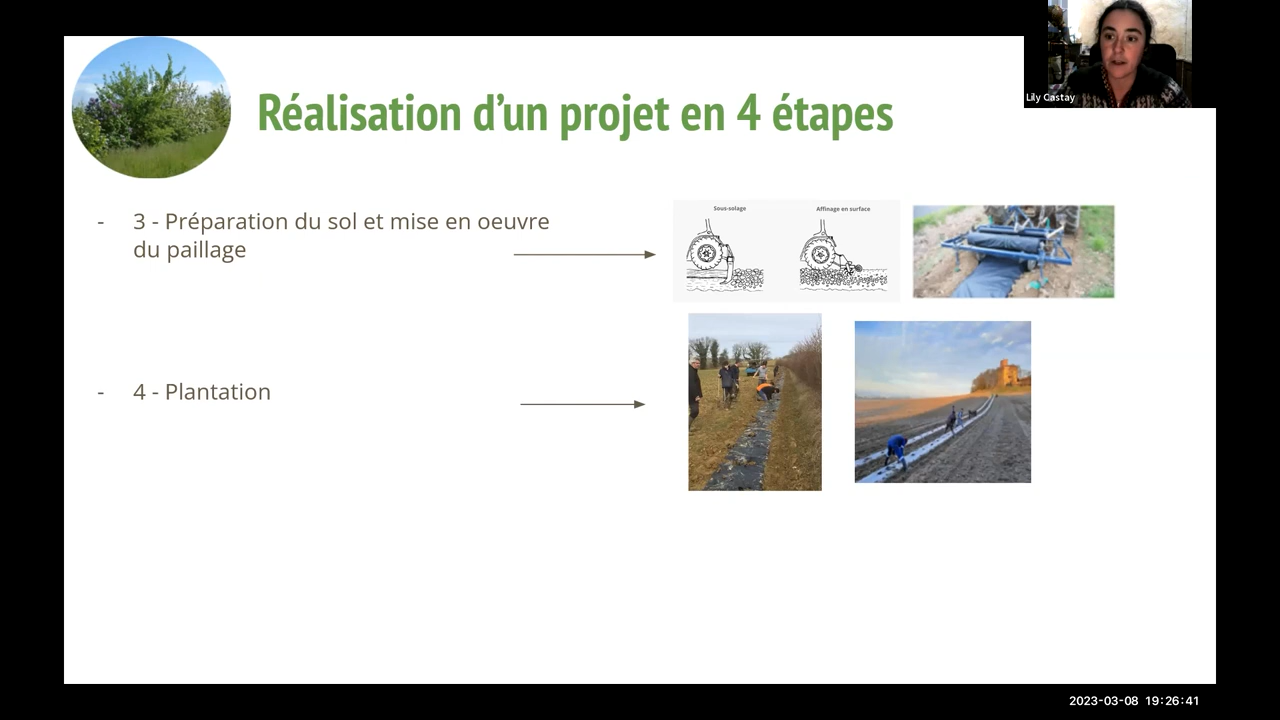 Lily Castay
Réalisation d'un projet en 4 étapes
- 3 - Préparation du sol et mise en oeuvre
du paillage
Sous-solage
Affinage en surface
- 4 - Plantation
2023-03-08 19:26:41